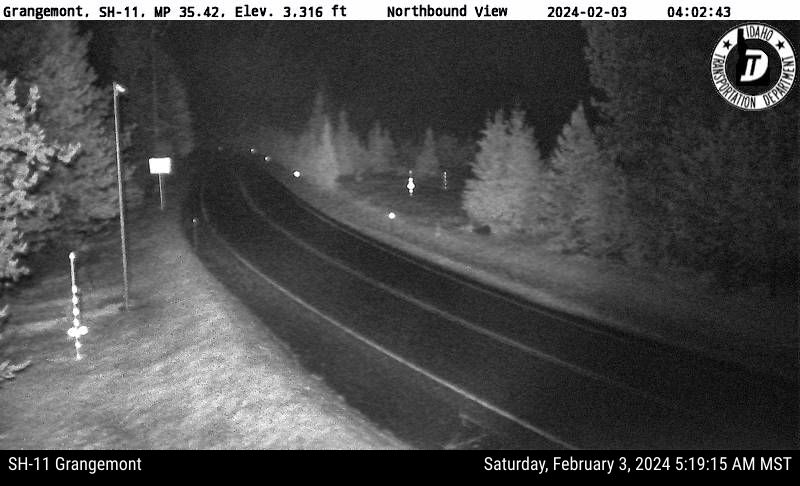 Grangemont, SH-11, MP 35.42, Elev. 3,316 ft Northbound View 2024-02-03 04:02:43
IDAHO
TRANSPORTATION DEPARTMENT
SH-11 Grangemont Saturday, February 3, 2024 5:19:15 AM MST